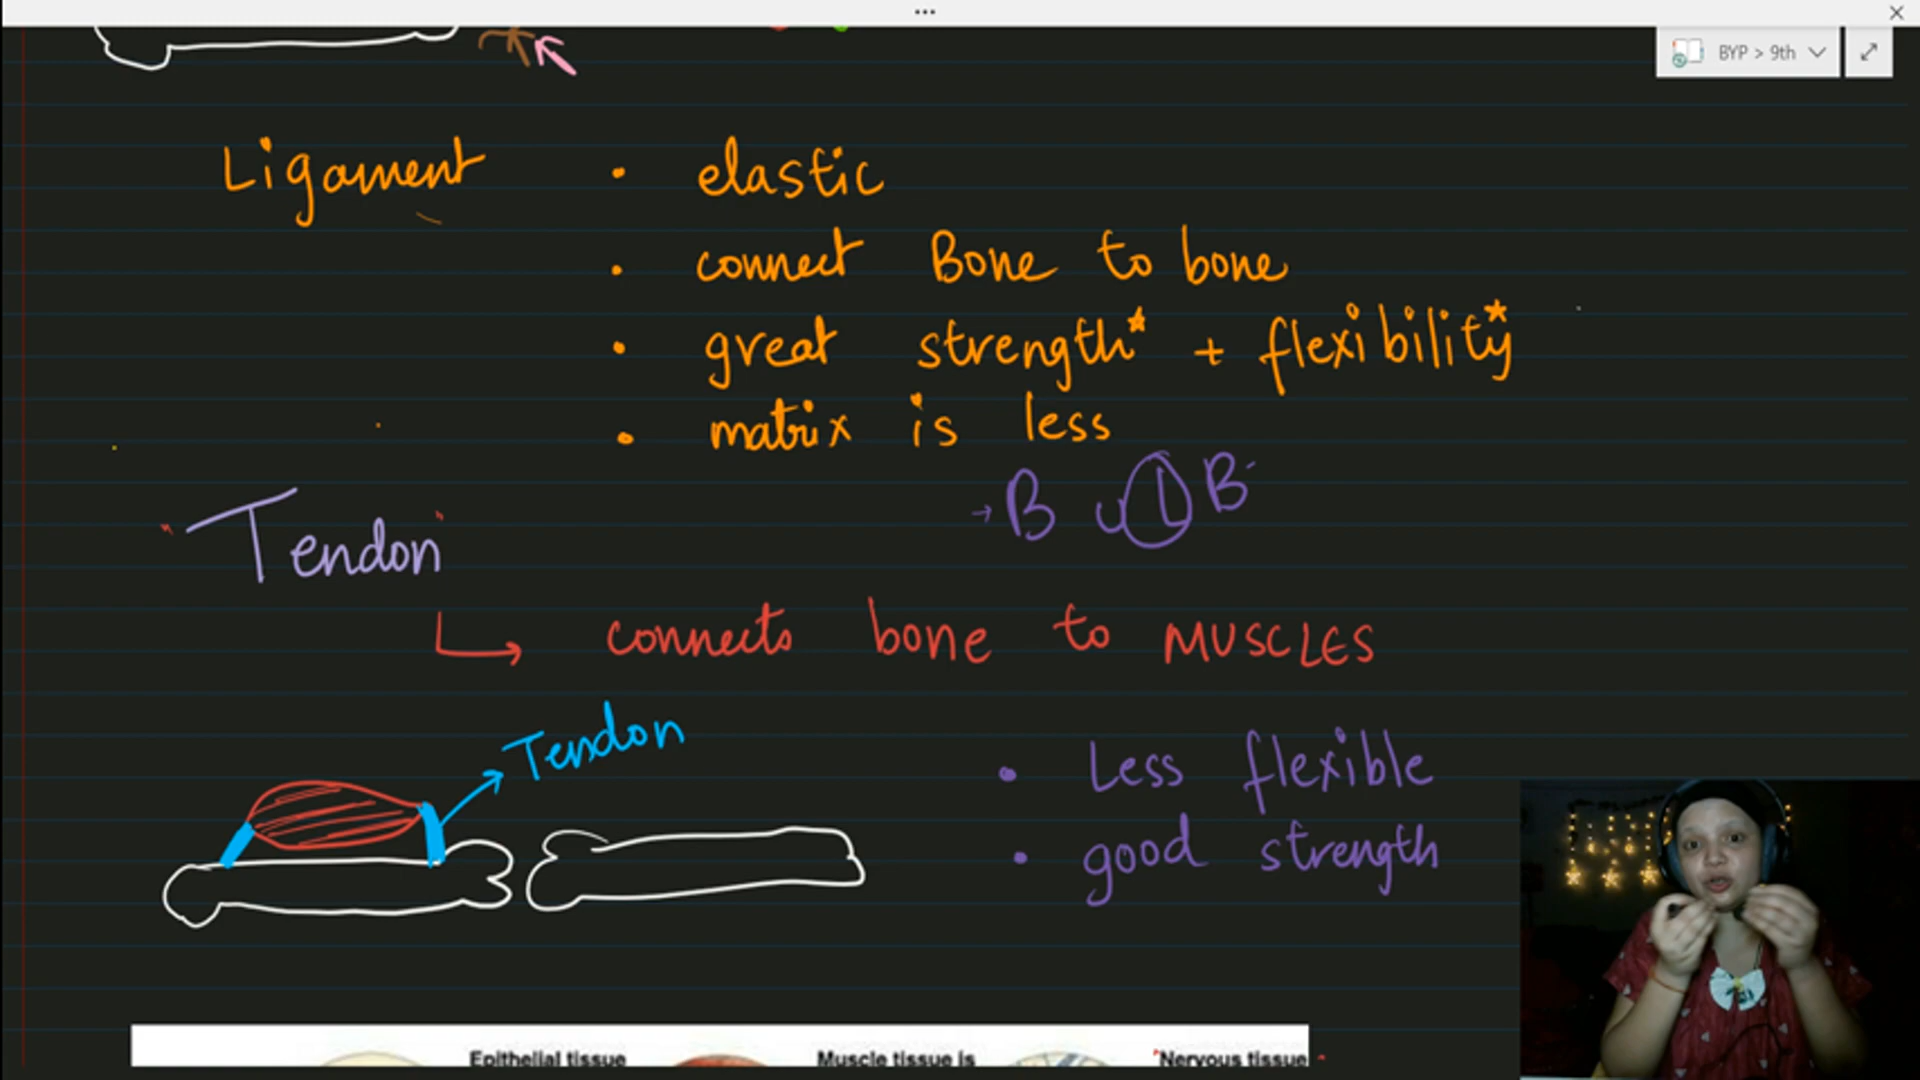 BYP > 9th
Ligament • elastic
• connect Bone to bone
• great strength* + flexibility*
• matrix is less
→ B L B
"Tendon"
connects bone to MUSCLES
Tendon
• Less flexible
• good strength
Epithelial tissue Muscle tissue is "Nervous tissue